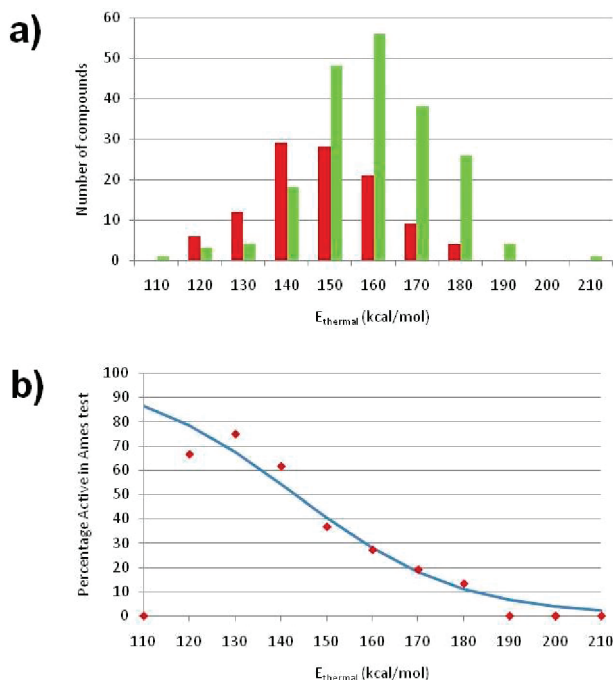 a)
Number of compounds
60
50
40
30
20
10
0
110 120 130 140 150 160 170 180 190 200 210
Ethermal (kcal/mol)
b)
Percentage Active in Ames test
100
90
80
70
60
50
40
30
20
10
0
110 120 130 140 150 160 170 180 190 200 210
Ethermal (kcal/mol)